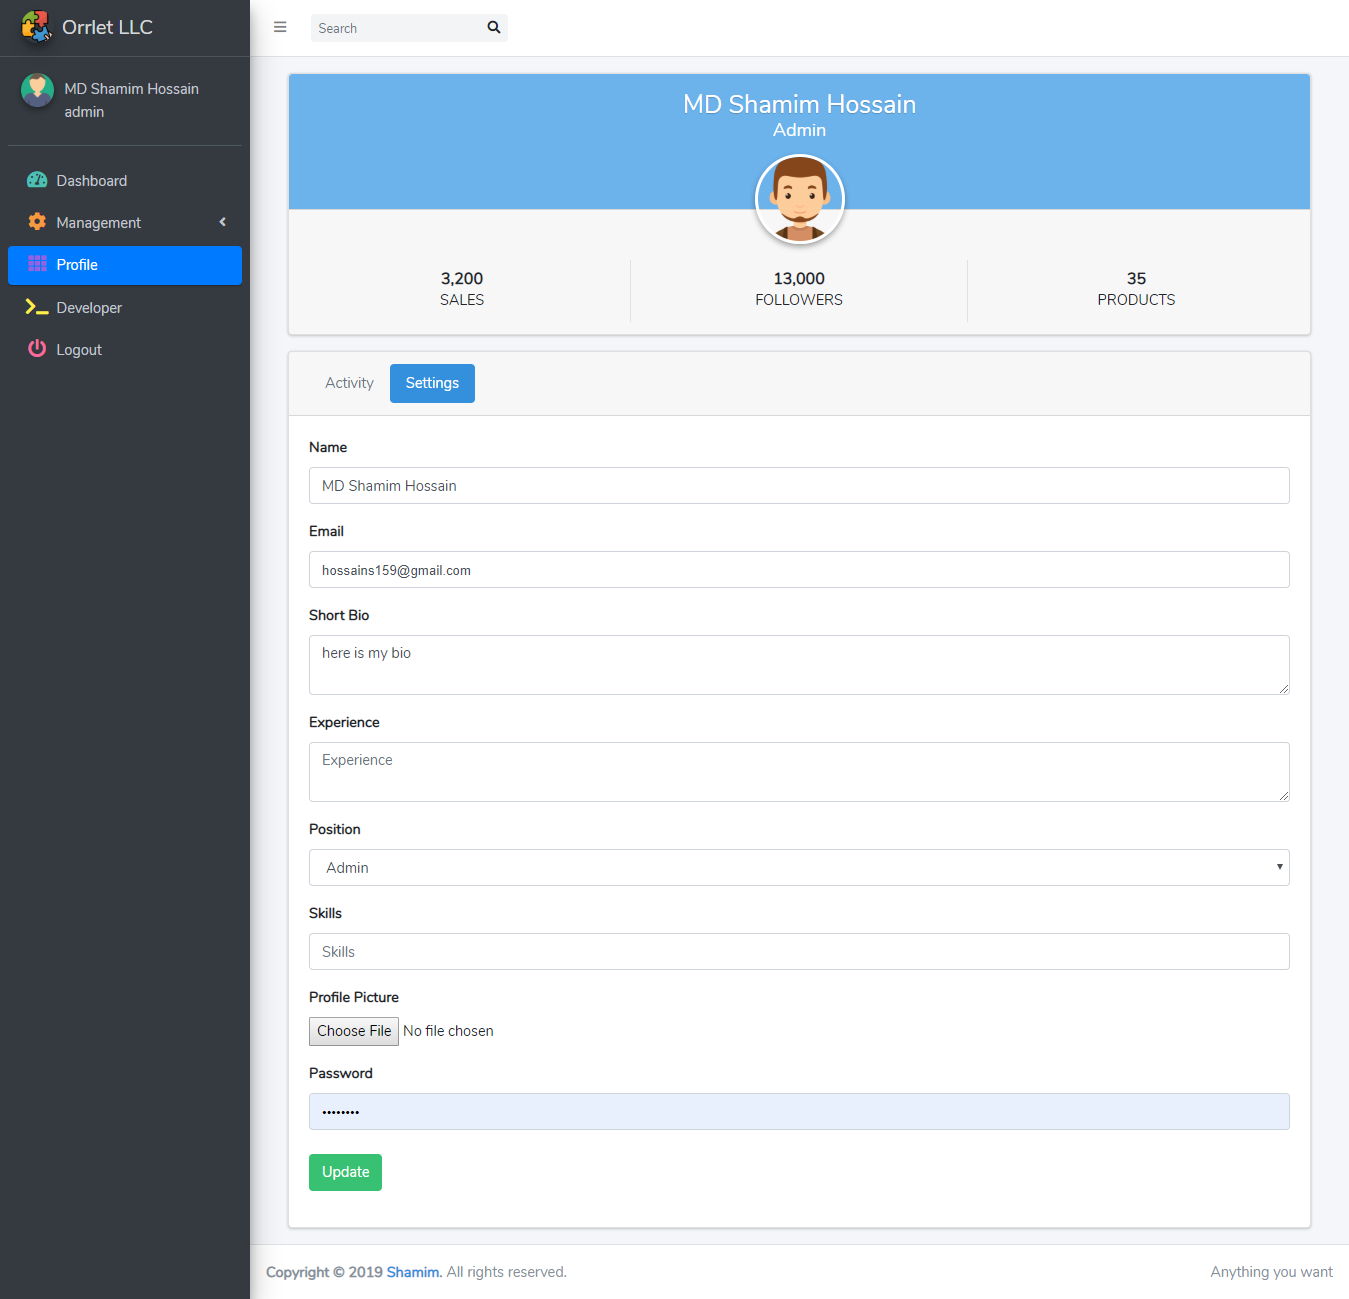 Orrlet LLC
Search
MD Shamim Hossain
admin
Dashboard
Management
Profile
Developer
Logout
MD Shamim Hossain
Admin
3,200
SALES
13,000
FOLLOWERS
35
PRODUCTS
Activity
Settings
Name
MD Shamim Hossain
Email
hossains159@gmail.com
Short Bio
here is my bio
Experience
Experience
Position
Admin
Skills
Skills
Profile Picture
Choose File No file chosen
Password
••••••••
Update
Copyright © 2019 Shamim. All rights reserved.
Anything you want